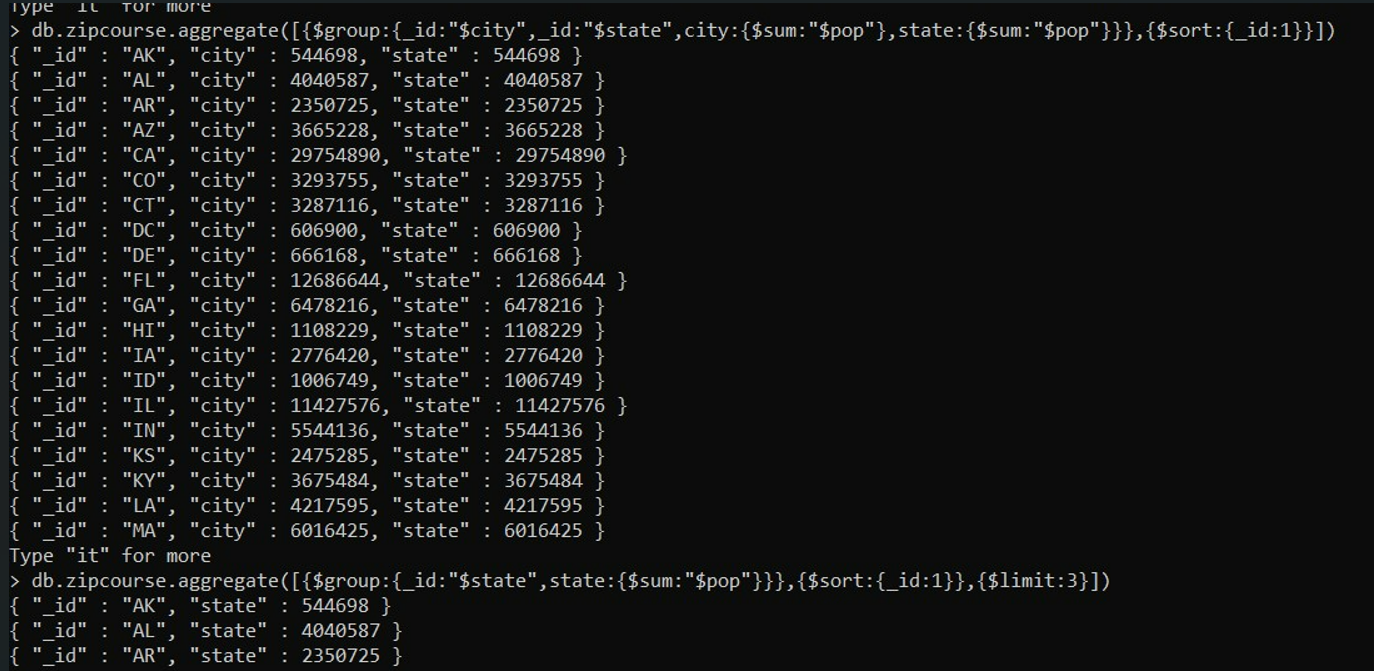 Type "it" for more
> db.zipcourse.aggregate([{$group:{_id:"$city",_id:"$state",city:{$sum:"$pop"},state:{$sum:"$pop"}}},{$sort:{_id:1}}])
{ "_id" : "AK", "city" : 544698, "state" : 544698 }
{ "_id" : "AL", "city" : 4040587, "state" : 4040587 }
{ "_id" : "AR", "city" : 2350725, "state" : 2350725 }
{ "_id" : "AZ", "city" : 3665228, "state" : 3665228 }
{ "_id" : "CA", "city" : 29754890, "state" : 29754890 }
{ "_id" : "CO", "city" : 3293755, "state" : 3293755 }
{ "_id" : "CT", "city" : 3287116, "state" : 3287116 }
{ "_id" : "DC", "city" : 606900, "state" : 606900 }
{ "_id" : "DE", "city" : 666168, "state" : 666168 }
{ "_id" : "FL", "city" : 12686644, "state" : 12686644 }
{ "_id" : "GA", "city" : 6478216, "state" : 6478216 }
{ "_id" : "HI", "city" : 1108229, "state" : 1108229 }
{ "_id" : "IA", "city" : 2776420, "state" : 2776420 }
{ "_id" : "ID", "city" : 1006749, "state" : 1006749 }
{ "_id" : "IL", "city" : 11427576, "state" : 11427576 }
{ "_id" : "IN", "city" : 5544136, "state" : 5544136 }
{ "_id" : "KS", "city" : 2475285, "state" : 2475285 }
{ "_id" : "KY", "city" : 3675484, "state" : 3675484 }
{ "_id" : "LA", "city" : 4217595, "state" : 4217595 }
{ "_id" : "MA", "city" : 6016425, "state" : 6016425 }
Type "it" for more
> db.zipcourse.aggregate([{$group:{_id:"$state",state:{$sum:"$pop"}}},{$sort:{_id:1}},{$limit:3}])
{ "_id" : "AK", "state" : 544698 }
{ "_id" : "AL", "state" : 4040587 }
{ "_id" : "AR", "state" : 2350725 }